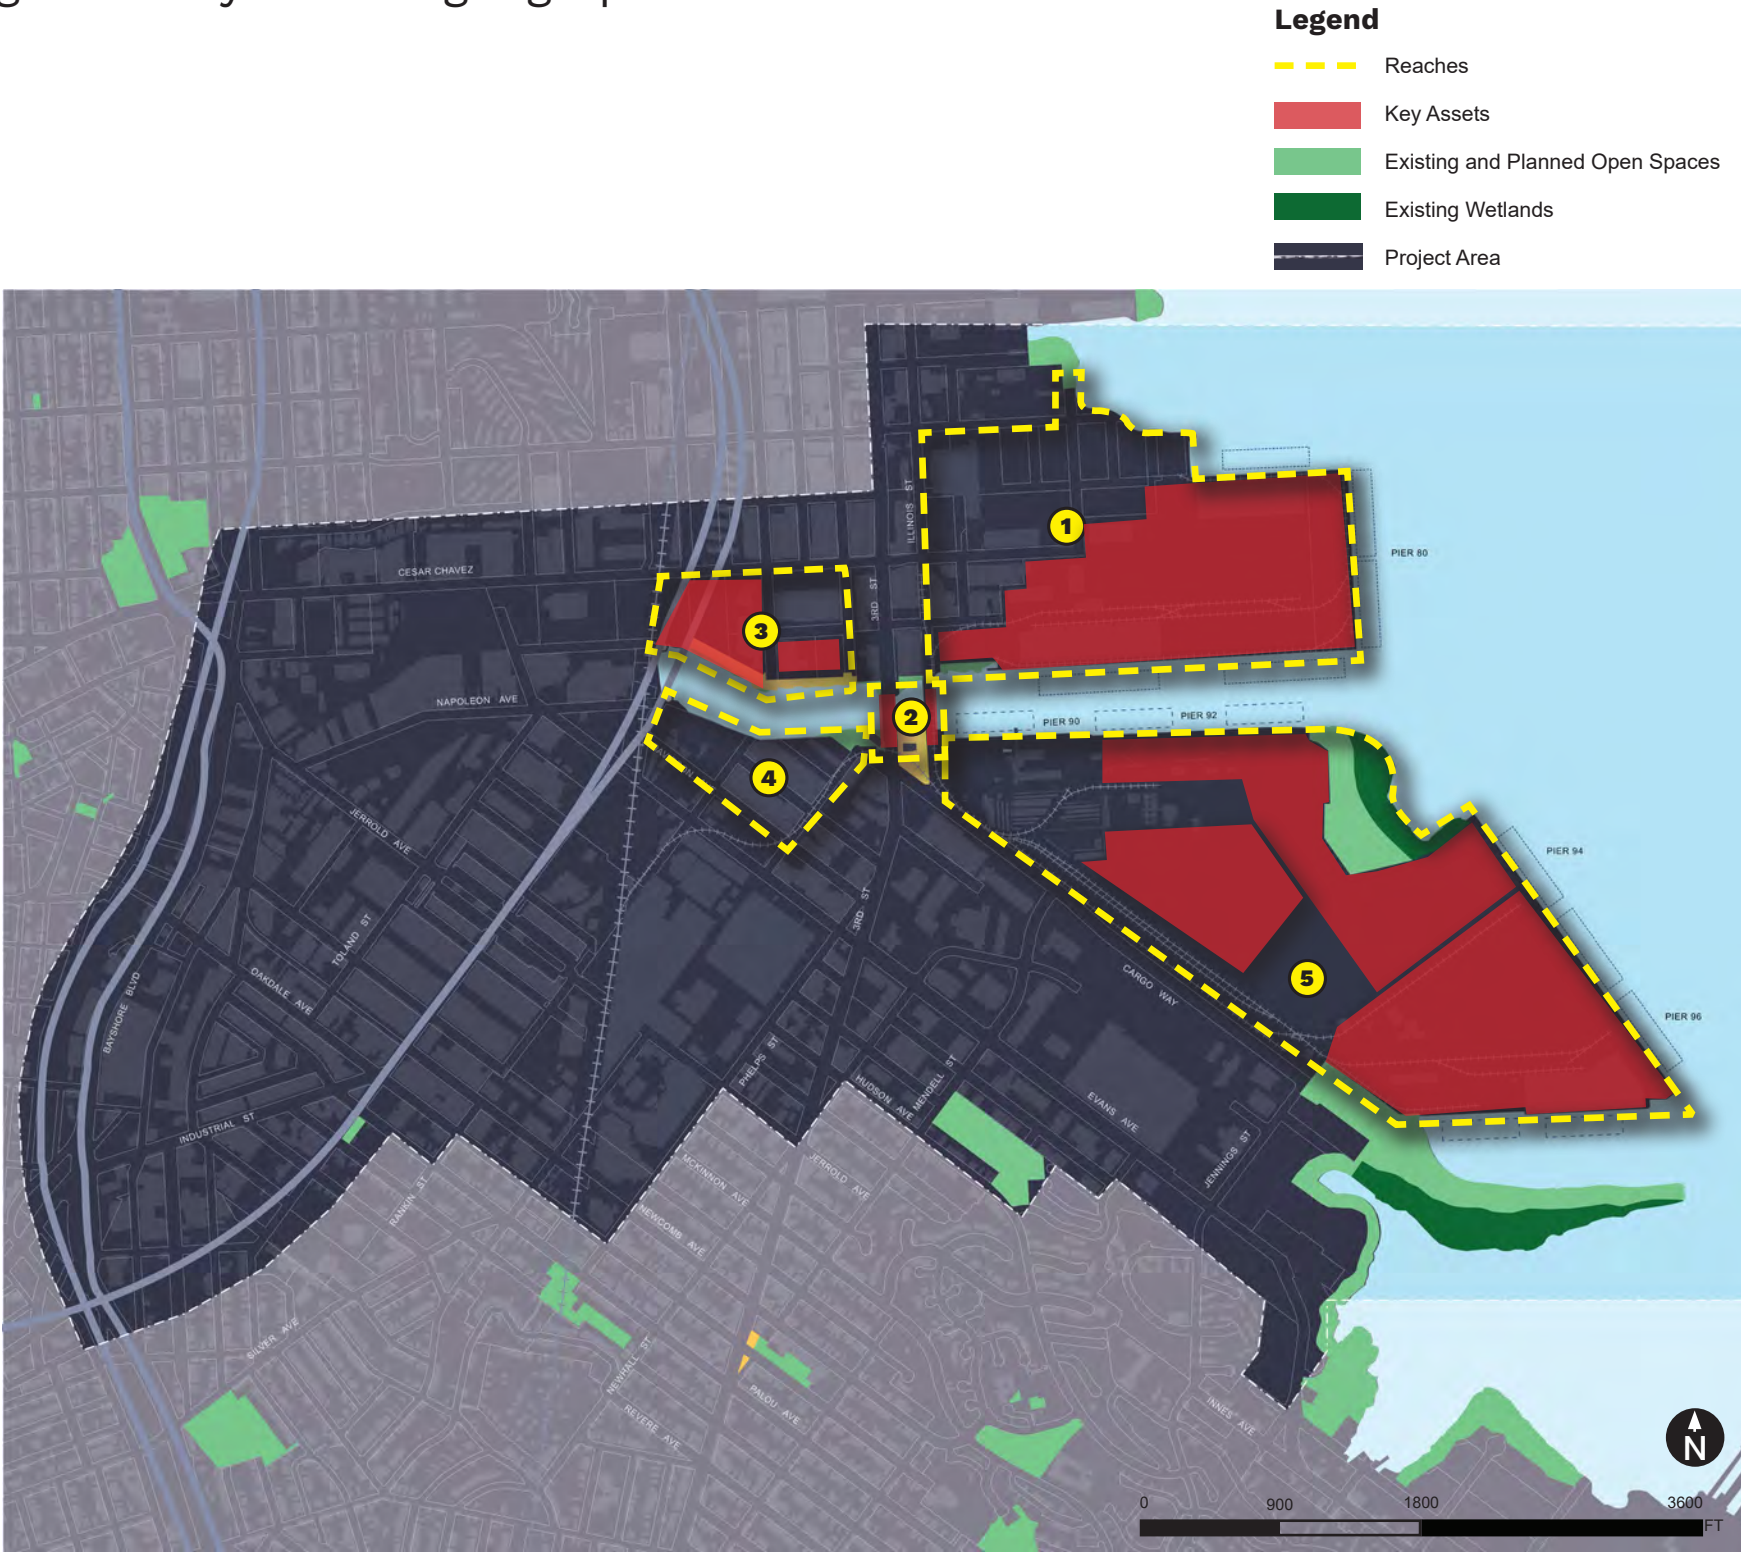 Legend
Reaches
Key Assets
Existing and Planned Open Spaces
Existing Wetlands
Project Area
ILLINOIS ST
1
PIER 80
CESAR CHAVEZ
3RD ST
3
NAPOLEON AVE
2
PIER 90
PIER 92
4
JERROLD AVE
PIER 94
3RD ST
TOLAND ST
CARGO WAY
5
OAKDALE AVE
BAYSHORE BLVD
PIER 96
PHELPS ST
HUDSON AVE
MENDELL ST
EVANS AVE
INDUSTRIAL ST
JENNINGS ST
MCKINNON AVE
JERROLD AVE
RANKIN ST
NEWCOMB AVE
SILVER AVE
NEWHALL ST
PALOU AVE
REVERE AVE
INNES AVE
N
0 900 1800 3600
FT